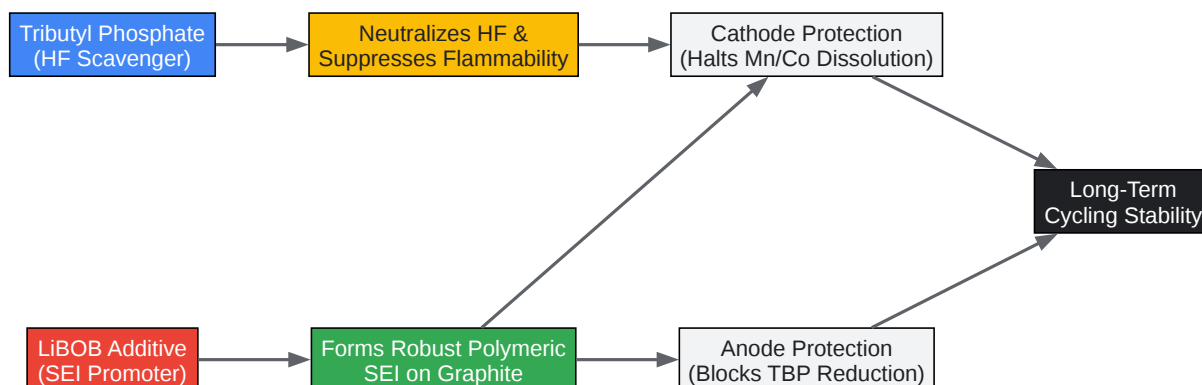 Tributyl Phosphate
(HF Scavenger)
Neutralizes HF &
Suppresses Flammability
Cathode Protection
(Halts Mn/Co Dissolution)
Long-Term
Cycling Stability
LiBOB Additive
(SEI Promoter)
Forms Robust Polymeric
SEI on Graphite
Anode Protection
(Blocks TBP Reduction)